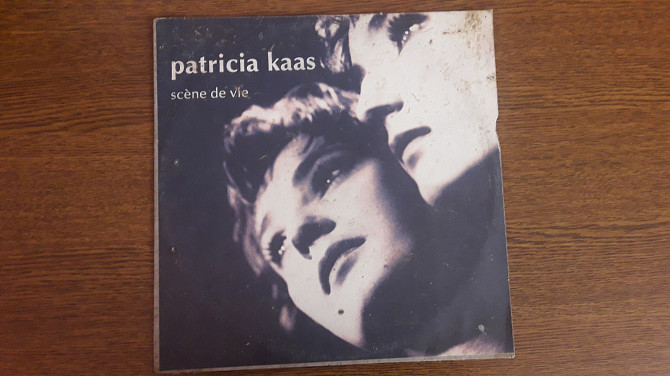 patricia kaas
scène de vie